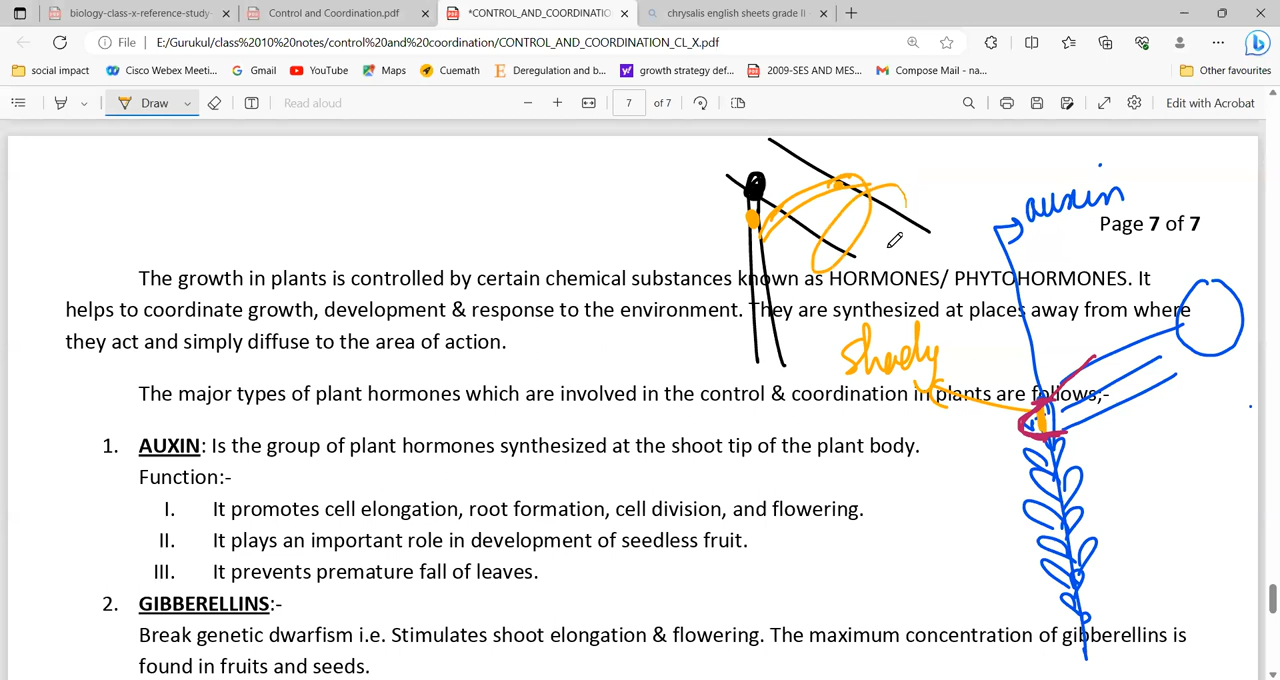 biology-class-x-reference-study-
Control and Coordination.pdf
*CONTROL_AND_COORDINATIO
chrysalis english sheets grade II
File E:/Gurukul/class%2010%20notes/control%20and%20coordination/CONTROL_AND_COORDINATION_CL_X.pdf
social impact Cisco Webex Meeti... Gmail YouTube Maps Cuemath Deregulation and b... growth strategy def... 2009-SES AND MES... Compose Mail - na... Other favourites
Draw Read aloud 7 of 7 Edit with Acrobat
auxin
Page 7 of 7
The growth in plants is controlled by certain chemical substances known as HORMONES/ PHYTOHORMONES. It
helps to coordinate growth, development & response to the environment. They are synthesized at places away from where
they act and simply diffuse to the area of action.
Shady
The major types of plant hormones which are involved in the control & coordination in plants are follows;-
1. AUXIN: Is the group of plant hormones synthesized at the shoot tip of the plant body.
Function:-
I. It promotes cell elongation, root formation, cell division, and flowering.
II. It plays an important role in development of seedless fruit.
III. It prevents premature fall of leaves.
2. GIBBERELLINS:-
Break genetic dwarfism i.e. Stimulates shoot elongation & flowering. The maximum concentration of gibberellins is
found in fruits and seeds.